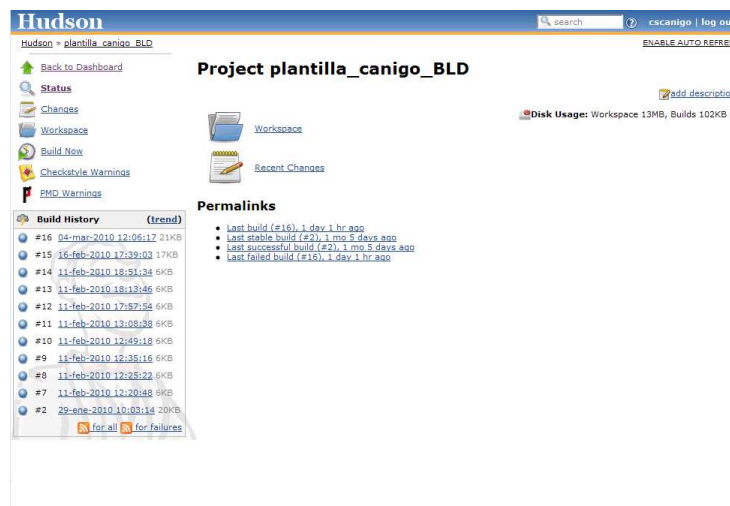 Hudson
search
? cscanigo | log ou
Hudson » plantilla_canigo_BLD
ENABLE AUTO REFRE
Back to Dashboard
Status
Changes
Workspace
Build Now
Checkstyle Warnings
PMD Warnings
Project plantilla_canigo_BLD
add descriptio
Disk Usage: Workspace 13MB, Builds 102KB
Workspace
Recent Changes
Permalinks
Last build (#16), 1 day 1 hr ago
Last stable build (#2), 1 mo 5 days ago
Last successful build (#2), 1 mo 5 days ago
Last failed build (#16), 1 day 1 hr ago
Build History (trend)
#16 04-mar-2010 12:06:17 21KB
#15 16-feb-2010 17:39:03 17KB
#14 11-feb-2010 18:51:34 6KB
#13 11-feb-2010 18:13:46 6KB
#12 11-feb-2010 17:57:54 6KB
#11 11-feb-2010 13:08:38 6KB
#10 11-feb-2010 12:49:18 6KB
#9 11-feb-2010 12:35:16 6KB
#8 11-feb-2010 12:25:22 6KB
#7 11-feb-2010 12:20:48 6KB
#2 29-ene-2010 10:03:14 20KB
for all for failures